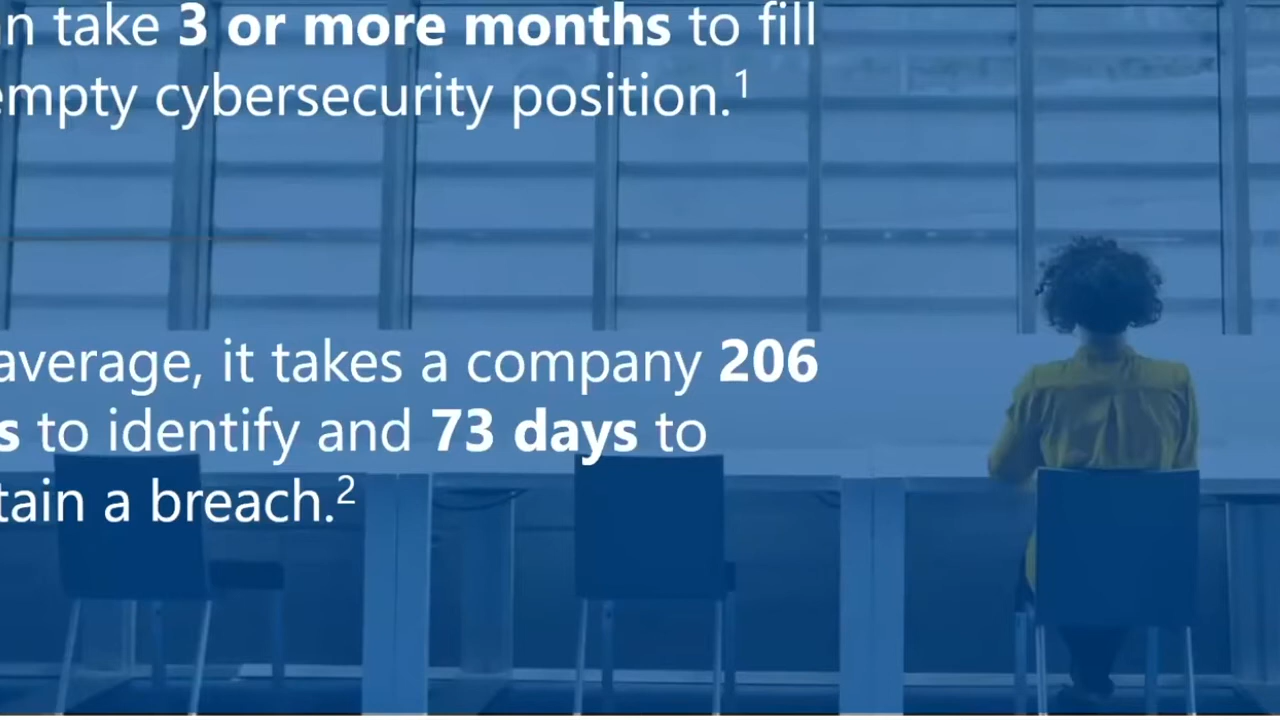 n take 3 or more months to fill
empty cybersecurity position.1
average, it takes a company 206
s to identify and 73 days to
tain a breach.2